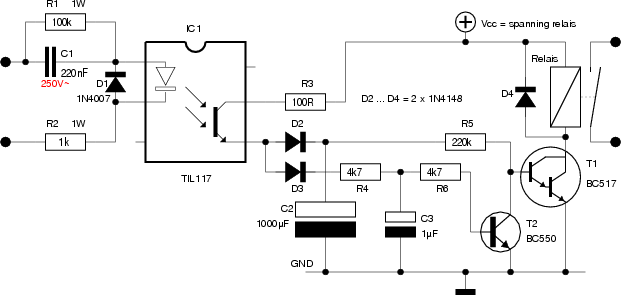 R1 1W
100k
C1
220nF
250V~
D1
1N4007
R2 1W
1k
IC1
TIL117
R3
100R
Vcc = spanning relais
Relais
D4
D2 ... D4 = 2 x 1N4148
D2
D3
R5
220k
4k7
R4
4k7
R6
T1
BC517
C2
1000µF
C3
1µF
T2
BC550
GND